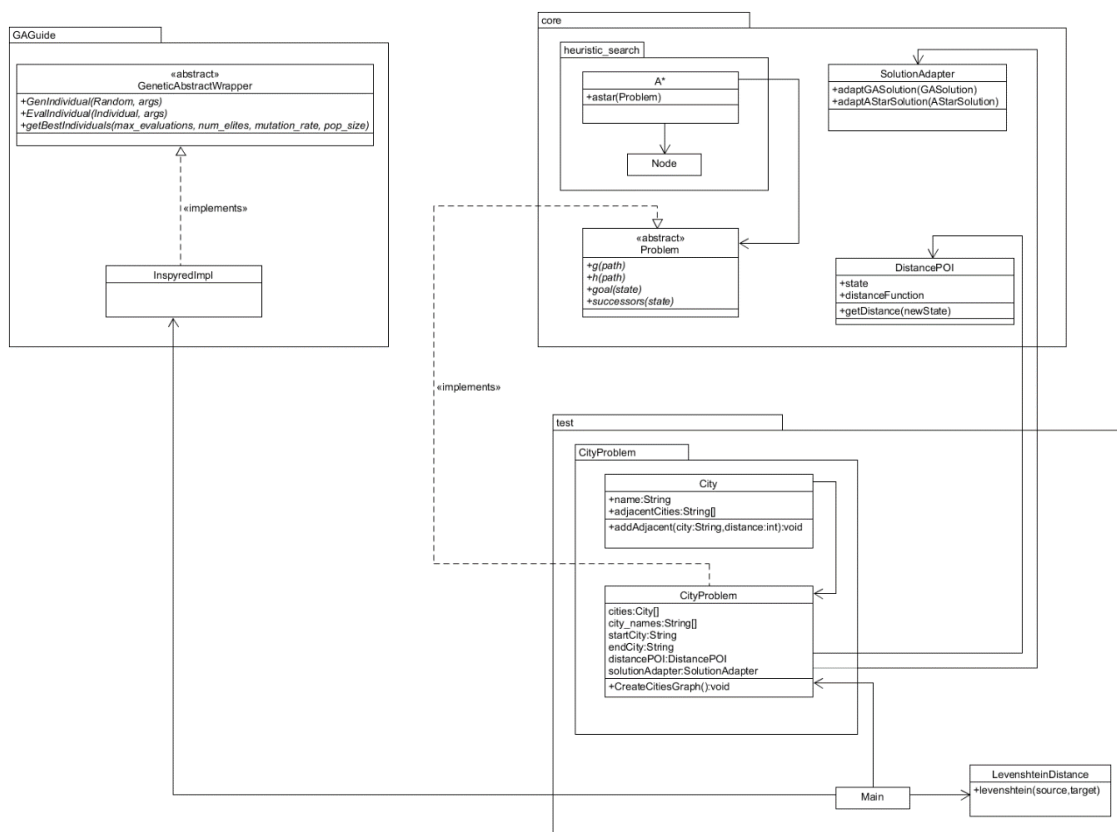 GAGuide
«abstract»
GeneticAbstractWrapper
+GenIndividual(Random, args)
+EvalIndividual(Individual, args)
+getBestIndividuals(max_evaluations, num_elites, mutation_rate, pop_size)
«implements»
InspyredImpl
core
heuristic_search
A*
+astar(Problem)
Node
SolutionAdapter
+adaptGASolution(GASolution)
+adaptAStarSolution(AStarSolution)
«abstract»
Problem
+g(path)
+h(path)
+goal(state)
+successors(state)
DistancePOI
+state
+distanceFunction
+getDistance(newState)
«implements»
test
CityProblem
City
+name:String
+adjacentCities:String[]
+addAdjacent(city:String,distance:int):void
CityProblem
cities:City[]
city_names:String[]
startCity:String
endCity:String
distancePOI:DistancePOI
solutionAdapter:SolutionAdapter
+CreateCitiesGraph():void
Main
LevenshteinDistance
+levenshtein(source,target)